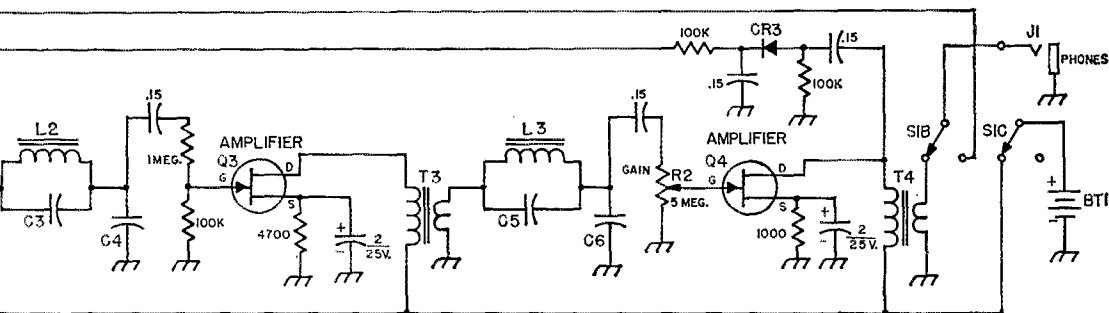 100K
CR3
.15
J1
PHONES
.15
100K
.15
L2
1MEG.
AMPLIFIER
Q3
D
G
S
C3
C4
100K
4700
+
-
2
25V.
T3
L3
.15
GAIN
R2
5 MEG.
C5
C6
AMPLIFIER
Q4
D
G
S
1000
+
-
2
25V.
T4
S1B
S1C
+
-
BT1